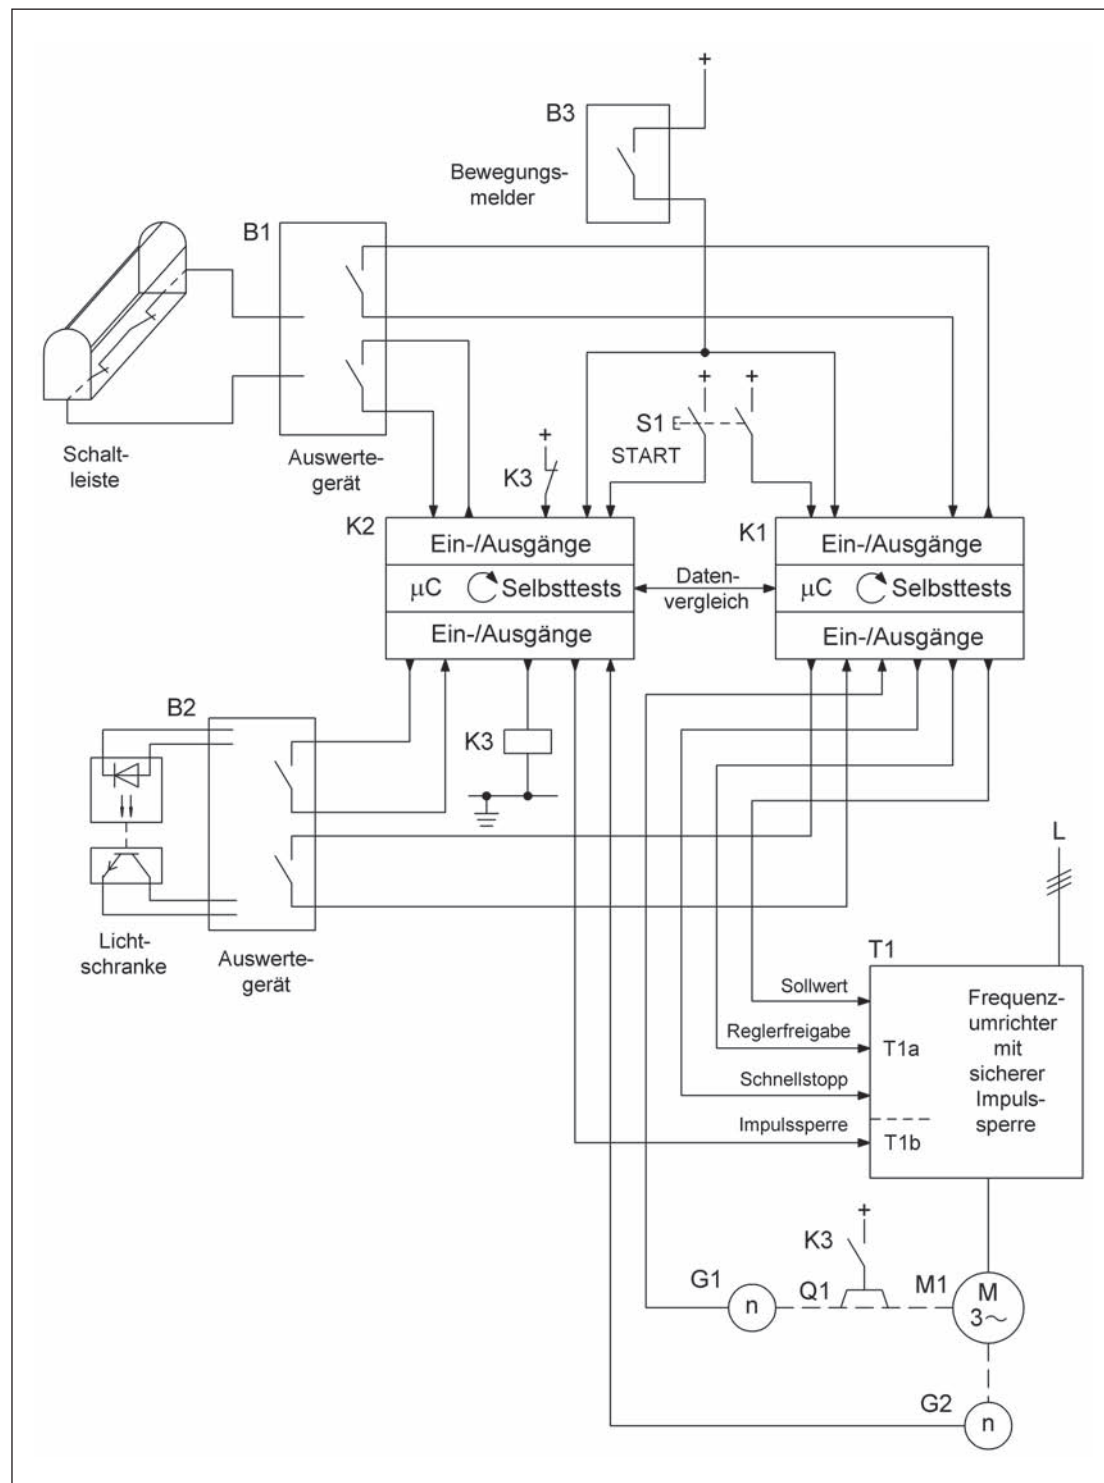 +
B3
Bewegungs-
melder
B1
Schalt-
leiste
Auswerte-
gerät
+
+
S1
START
+
K3
K2
Ein-/Ausgänge
µC
Selbsttests
Ein-/Ausgänge
Daten-
vergleich
K1
Ein-/Ausgänge
µC
Selbsttests
Ein-/Ausgänge
B2
K3
Licht-
schranke
Auswerte-
gerät
L
T1
Sollwert
Reglerfreigabe
Schnellstopp
Impulssperre
T1a
T1b
Frequenz-
umrichter
mit
sicherer
Impuls-
sperre
+
K3
G1
n
Q1
M1
M
3~
G2
n